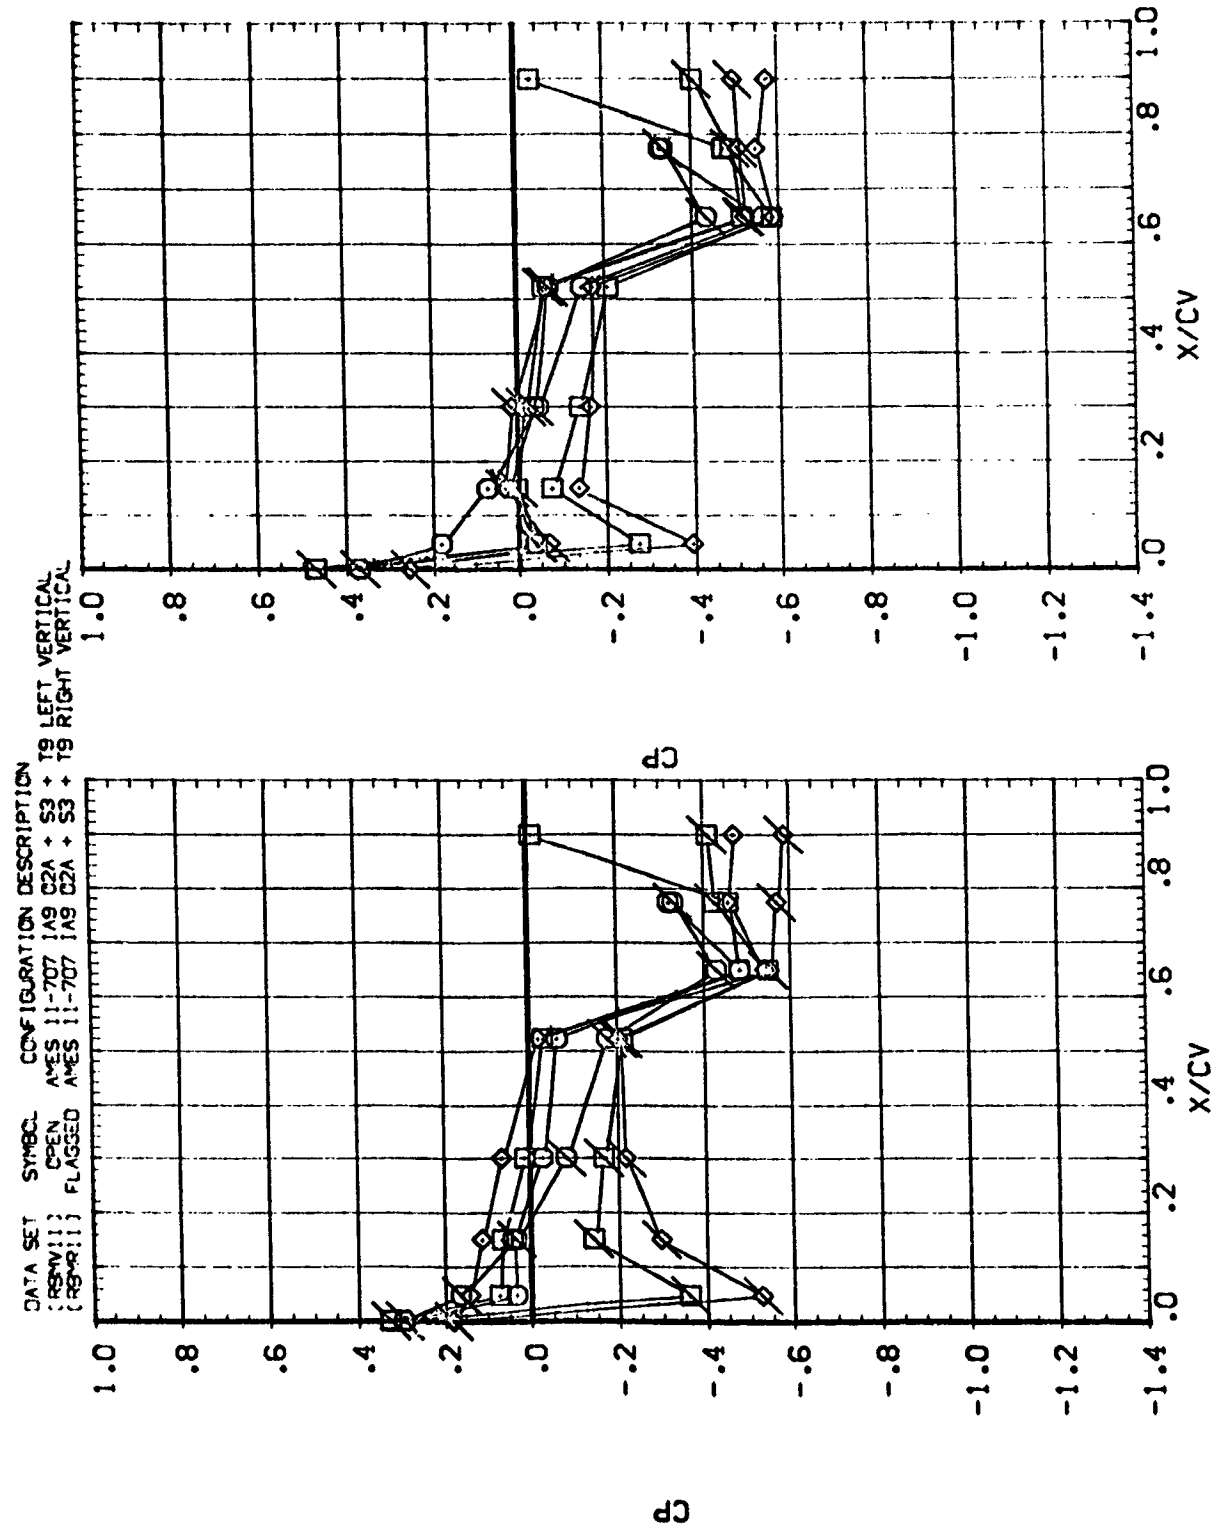 DATA SET SYMBOL CONFIGURATION DESCRIPTION
OPEN AMES 11-707 IA9 O2A + S3 + T9 LEFT VERTICAL
FLAGGED AMES 11-707 IA9 O2A + S3 + T9 RIGHT VERTICAL
CP
1.0
.8
.6
.4
.2
.0
-.2
-.4
-.6
-.8
-1.0
-1.2
-1.4
.0 .2 .4 .6 .8 1.0
X/CV
CP
1.0
.8
.6
.4
.2
.0
-.2
-.4
-.6
-.8
-1.0
-1.2
-1.4
.0 .2 .4 .6 .8 1.0
X/CV